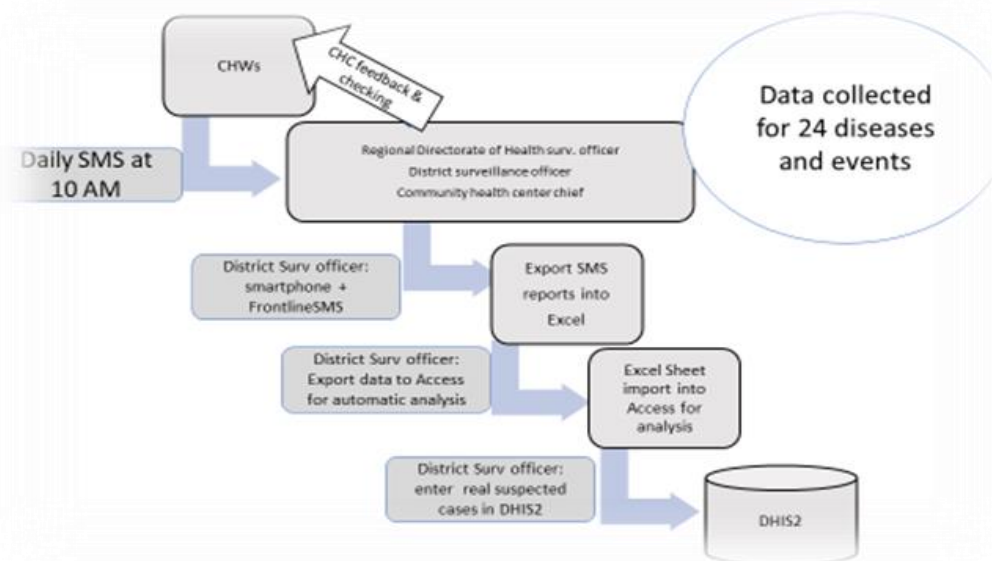 CHWs
CHC feedback &
checking
Data collected
for 24 diseases
and events
Daily SMS at
10 AM
Regional Directorate of Health surv. officer
District surveillance officer
Community health center chief
District Surv officer:
smartphone +
FrontlineSMS
Export SMS
reports into
Excel
District Surv officer:
Export data to Access
for automatic analysis
Excel Sheet
import into
Access for
analysis
District Surv officer:
enter real suspected
cases in DHIS2
DHIS2